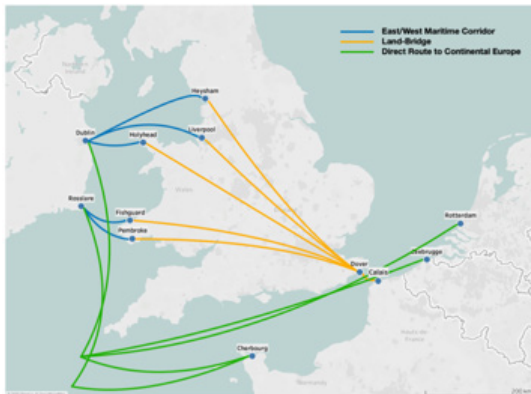 East/West Maritime Corridor
Land-Bridge
Direct Route to Continental Europe
Heysham
Dublin
Holyhead
Liverpool
Rosslare
Fishguard
Pembroke
Rotterdam
Zeebrugge
Dover
Calais
Cherbourg